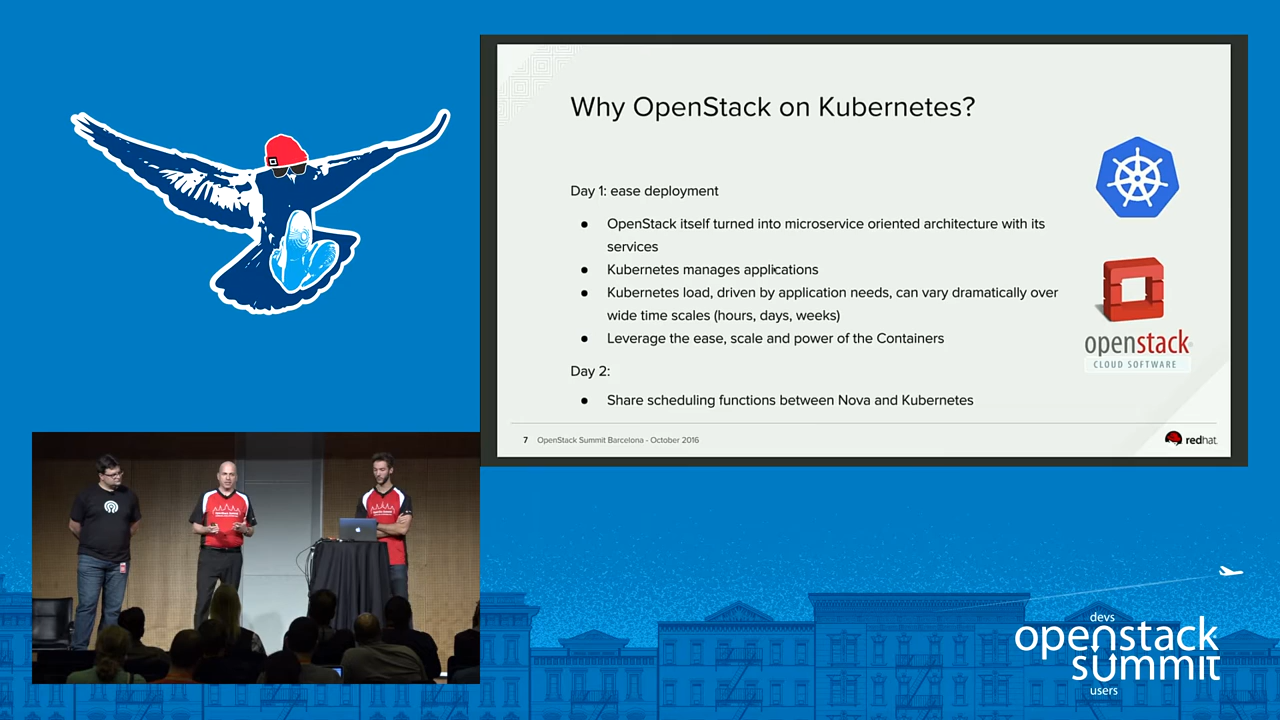 Why OpenStack on Kubernetes?
Day 1: ease deployment
● OpenStack itself turned into microservice oriented architecture with its
services
● Kubernetes manages applications
● Kubernetes load, driven by application needs, can vary dramatically over
wide time scales (hours, days, weeks)
● Leverage the ease, scale and power of the Containers
Day 2:
● Share scheduling functions between Nova and Kubernetes
openstack
CLOUD SOFTWARE
7 OpenStack Summit Barcelona - October 2016
redhat
devs
openstack
summit
users